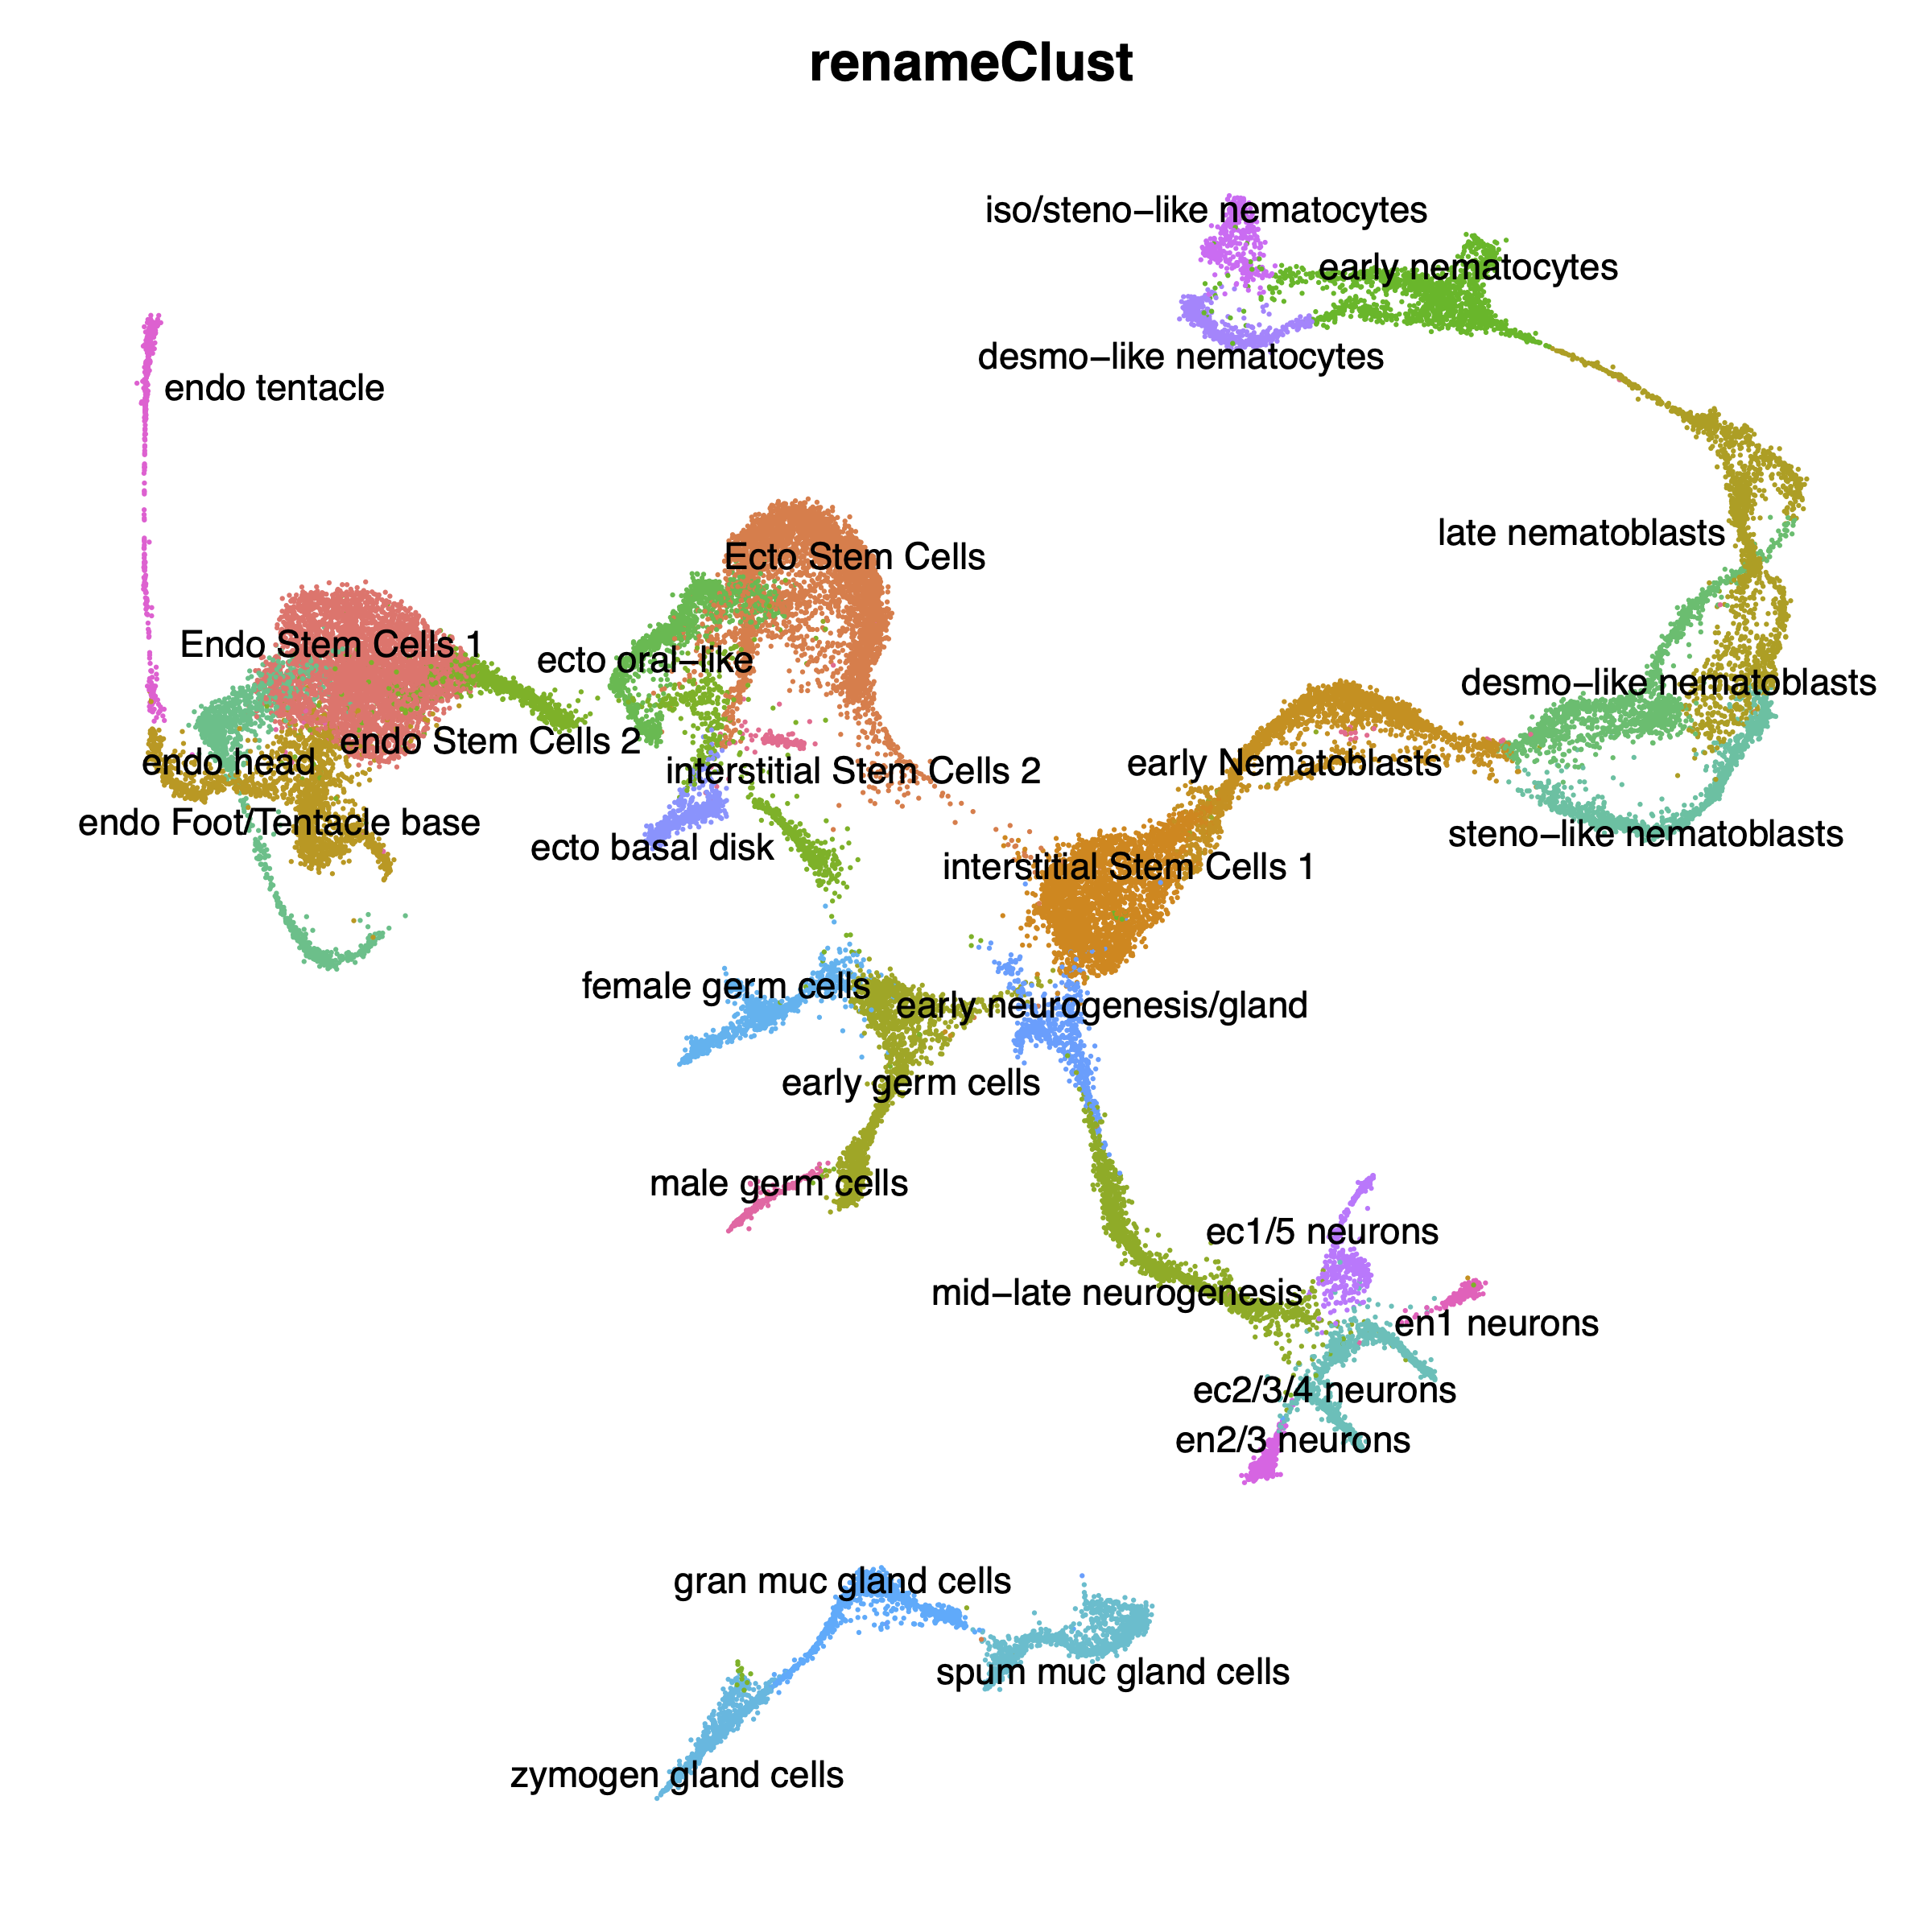 renameClust
iso/steno−like nematocytes
early nematocytes
desmo−like nematocytes
endo tentacle
late nematoblasts
Ecto Stem Cells
Endo Stem Cells 1
ecto oral−like
desmo−like nematoblasts
endo Stem Cells 2
endo head
interstitial Stem Cells 2
early Nematoblasts
endo Foot/Tentacle base
ecto basal disk
steno−like nematoblasts
interstitial Stem Cells 1
female germ cells
early neurogenesis/gland
early germ cells
male germ cells
ec1/5 neurons
mid−late neurogenesis
en1 neurons
ec2/3/4 neurons
en2/3 neurons
gran muc gland cells
spum muc gland cells
zymogen gland cells